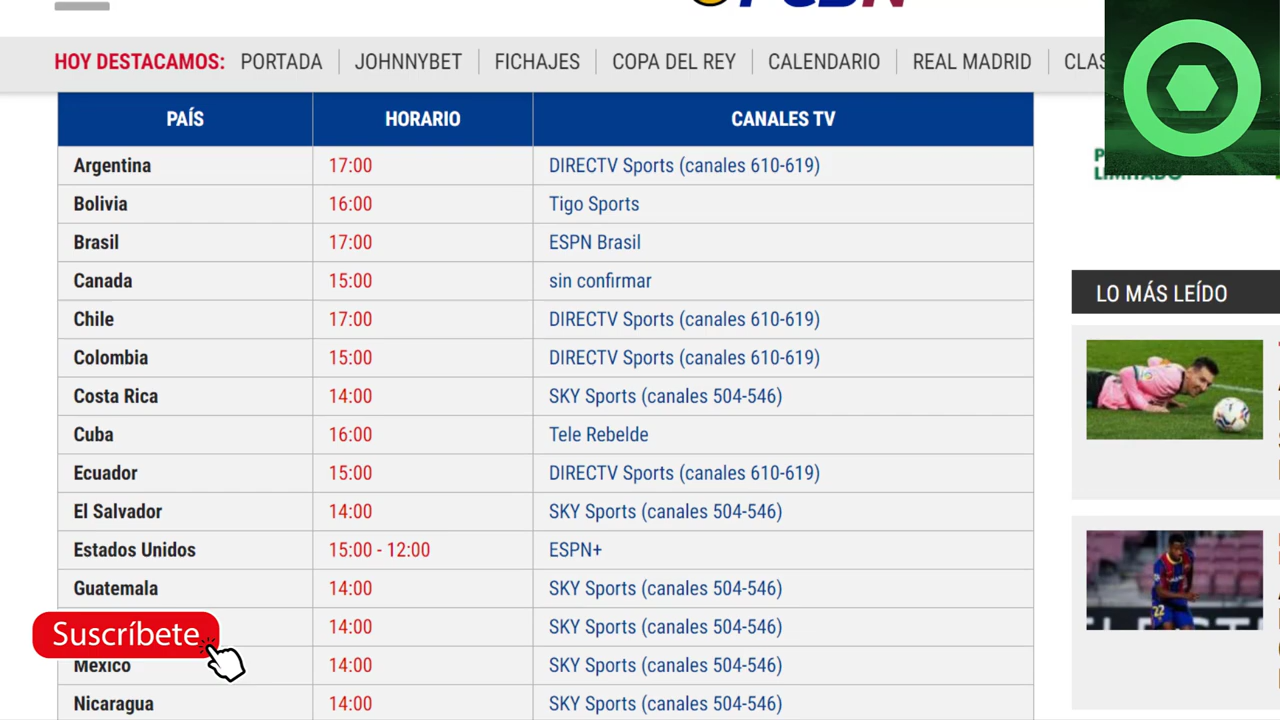 HOY DESTACAMOS: PORTADA JOHNNYBET FICHAJES COPA DEL REY CALENDARIO REAL MADRID
PAÍS HORARIO CANALES TV
Argentina 17:00 DIRECTV Sports (canales 610-619)
Bolivia 16:00 Tigo Sports
Brasil 17:00 ESPN Brasil
Canada 15:00 sin confirmar
Chile 17:00 DIRECTV Sports (canales 610-619)
Colombia 15:00 DIRECTV Sports (canales 610-619)
Costa Rica 14:00 SKY Sports (canales 504-546)
Cuba 16:00 Tele Rebelde
Ecuador 15:00 DIRECTV Sports (canales 610-619)
El Salvador 14:00 SKY Sports (canales 504-546)
Estados Unidos 15:00 - 12:00 ESPN+
Guatemala 14:00 SKY Sports (canales 504-546)
14:00 SKY Sports (canales 504-546)
México 14:00 SKY Sports (canales 504-546)
Nicaragua 14:00 SKY Sports (canales 504-546)
Suscríbete
LO MÁS LEÍDO